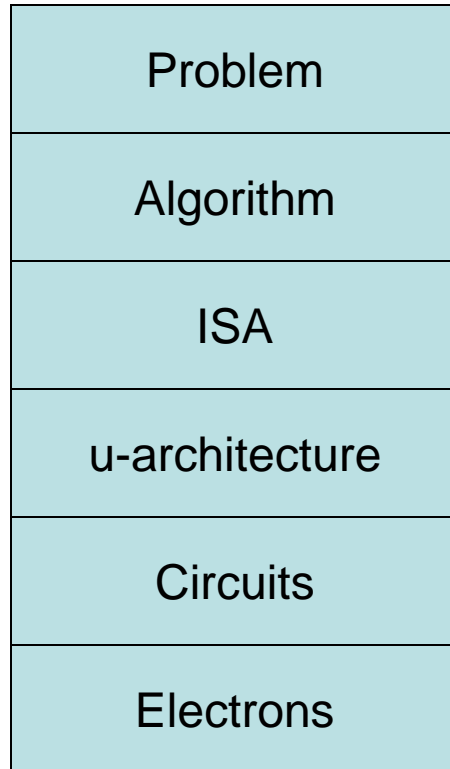 Problem
Algorithm
ISA
u-architecture
Circuits
Electrons